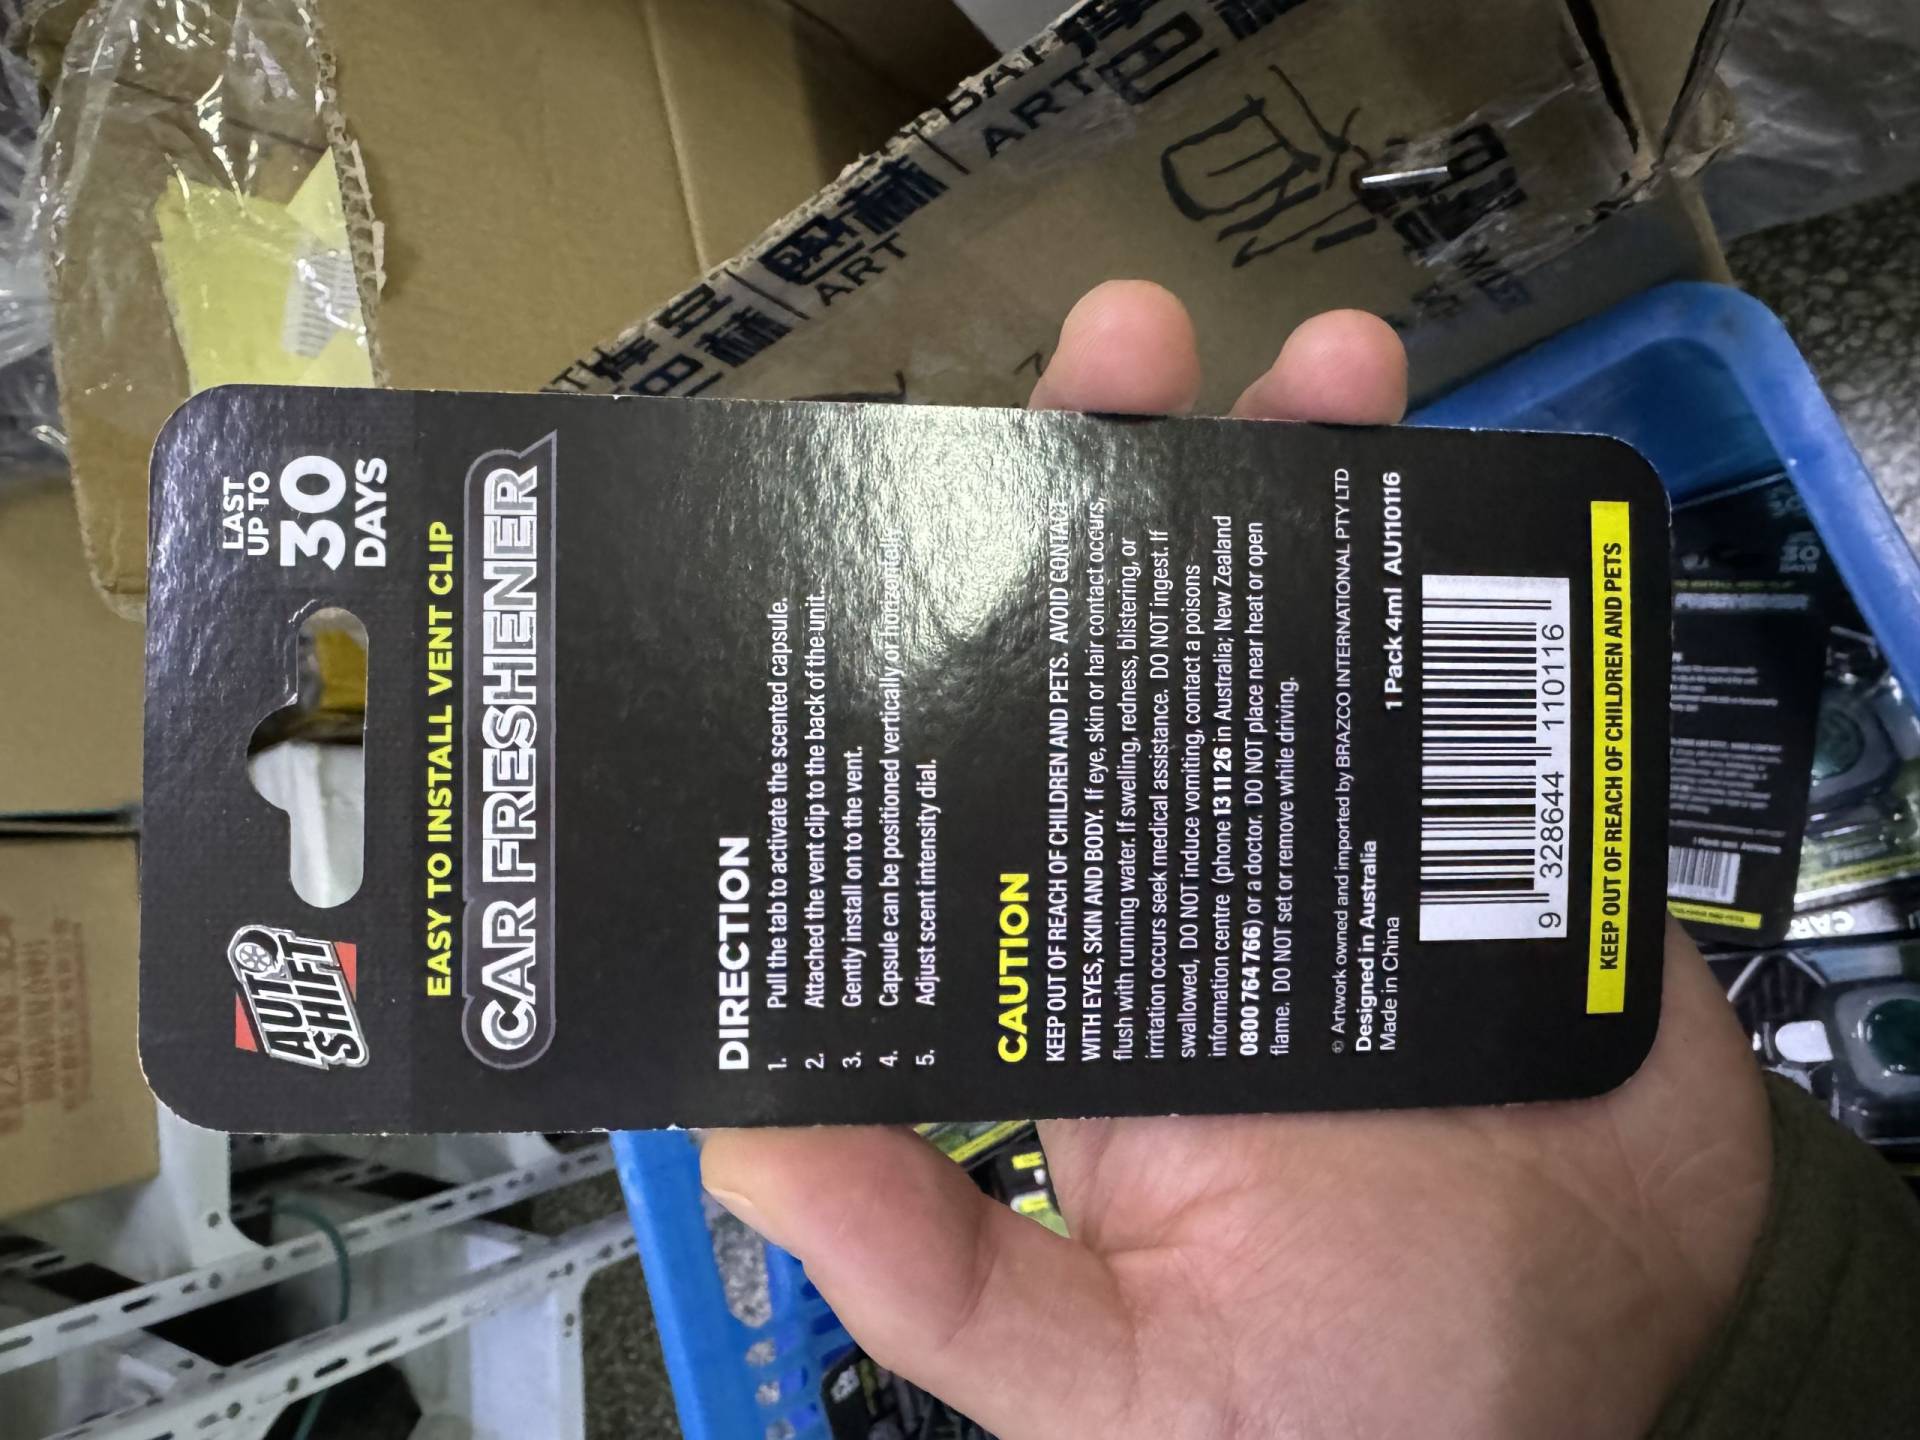 AUTO
SHIFT
LAST
UP TO
30
DAYS
EASY TO INSTALL VENT CLIP
CAR FRESHENER
DIRECTION
1. Pull the tab to activate the scented capsule.
2. Attached the vent clip to the back of the unit.
3. Gently install on to the vent.
4. Capsule can be positioned vertically or horizontally.
5. Adjust scent intensity dial.
CAUTION
KEEP OUT OF REACH OF CHILDREN AND PETS. AVOID CONTACT
WITH EYES, SKIN AND BODY. If eye, skin or hair contact occurs,
flush with running water. If swelling, redness, blistering, or
irritation occurs seek medical assistance. DO NOT ingest. If
swallowed, DO NOT induce vomiting, contact a poisons
information centre (phone 13 11 26 in Australia; New Zealand
0800 764 766) or a doctor. DO NOT place near heat or open
flame. DO NOT set or remove while driving.
© Artwork owned and imported by BRAZCO INTERNATIONAL PTY LTD
Designed in Australia
Made in China
1 Pack 4ml AU110116
9 328644 110116
KEEP OUT OF REACH OF CHILDREN AND PETS
ART
ART
CAR